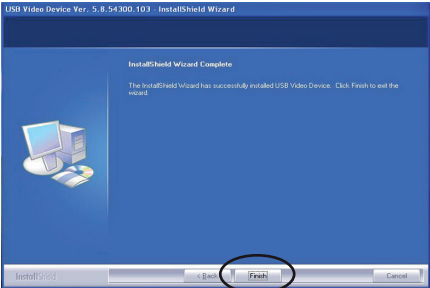 USB Video Device Ver. 5.8.54300.103 - InstallShield Wizard
InstallShield Wizard Complete
The InstallShield Wizard has successfully installed USB Video Device. Click Finish to exit the
wizard.
InstallShield
< Back Finish Cancel